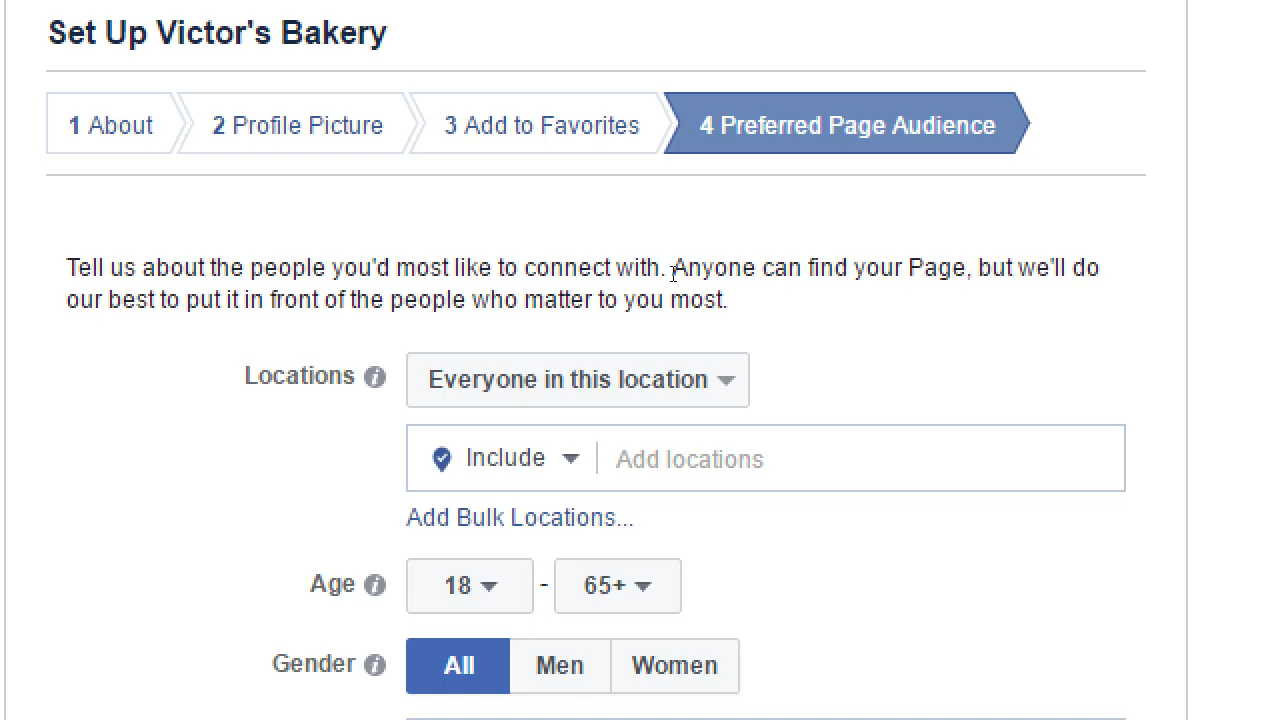 Set Up Victor's Bakery
1 About 2 Profile Picture 3 Add to Favorites 4 Preferred Page Audience
Tell us about the people you'd most like to connect with. Anyone can find your Page, but we'll do
our best to put it in front of the people who matter to you most.
Locations Everyone in this location
Include Add locations
Add Bulk Locations...
Age 18 - 65+
Gender All Men Women